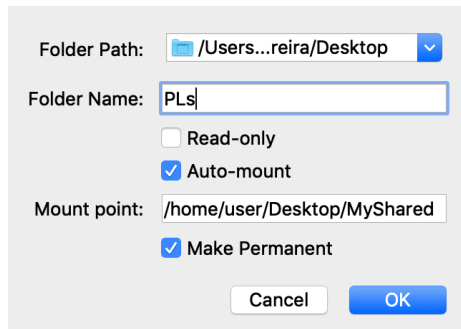 Folder Path: /Users...reira/Desktop
Folder Name: PLs
Read-only
Auto-mount
Mount point: /home/user/Desktop/MyShared
Make Permanent
Cancel OK